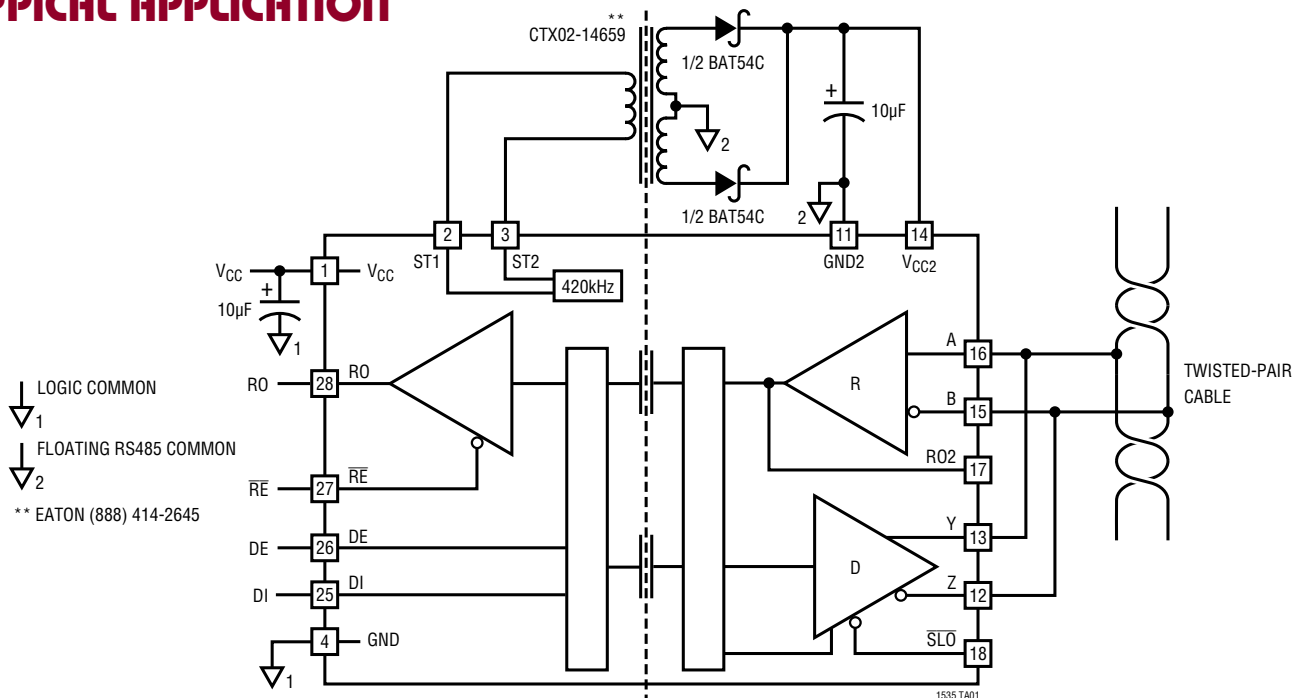 TYPICAL APPLICATION
**
CTX02-14659
1/2 BAT54C
+
10µF
2
1/2 BAT54C
2
2
3
11
14
ST1
ST2
GND2
VCC2
420kHz
VCC
1
VCC
+
10µF
1
A
16
RO
28
RO
R
B
15
TWISTED-PAIR
CABLE
LOGIC COMMON
1
FLOATING RS485 COMMON
2
RO2
17
RE
27
RE
** EATON (888) 414-2645
Y
13
DE
26
DE
D
DI
25
DI
Z
12
4
GND
SLO
18
1
1535 TA01